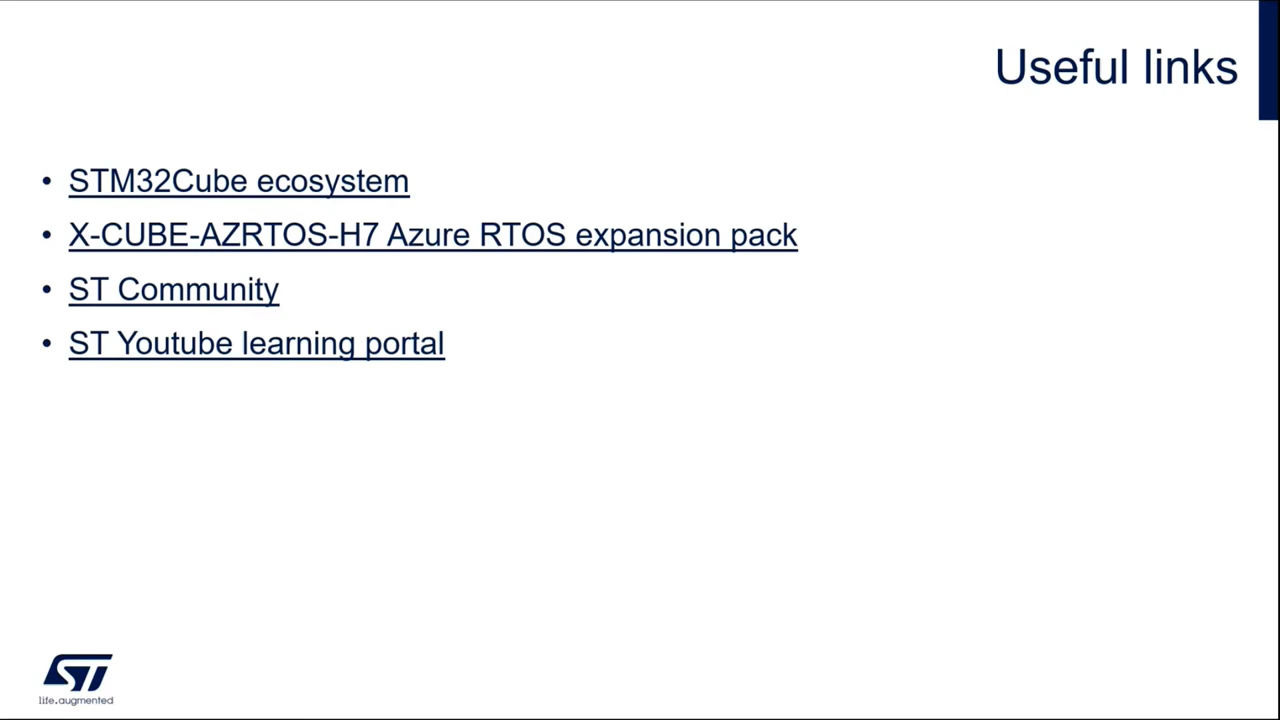 Useful links
• STM32Cube ecosystem
• X-CUBE-AZRTOS-H7 Azure RTOS expansion pack
• ST Community
• ST Youtube learning portal
ST
life.augmented